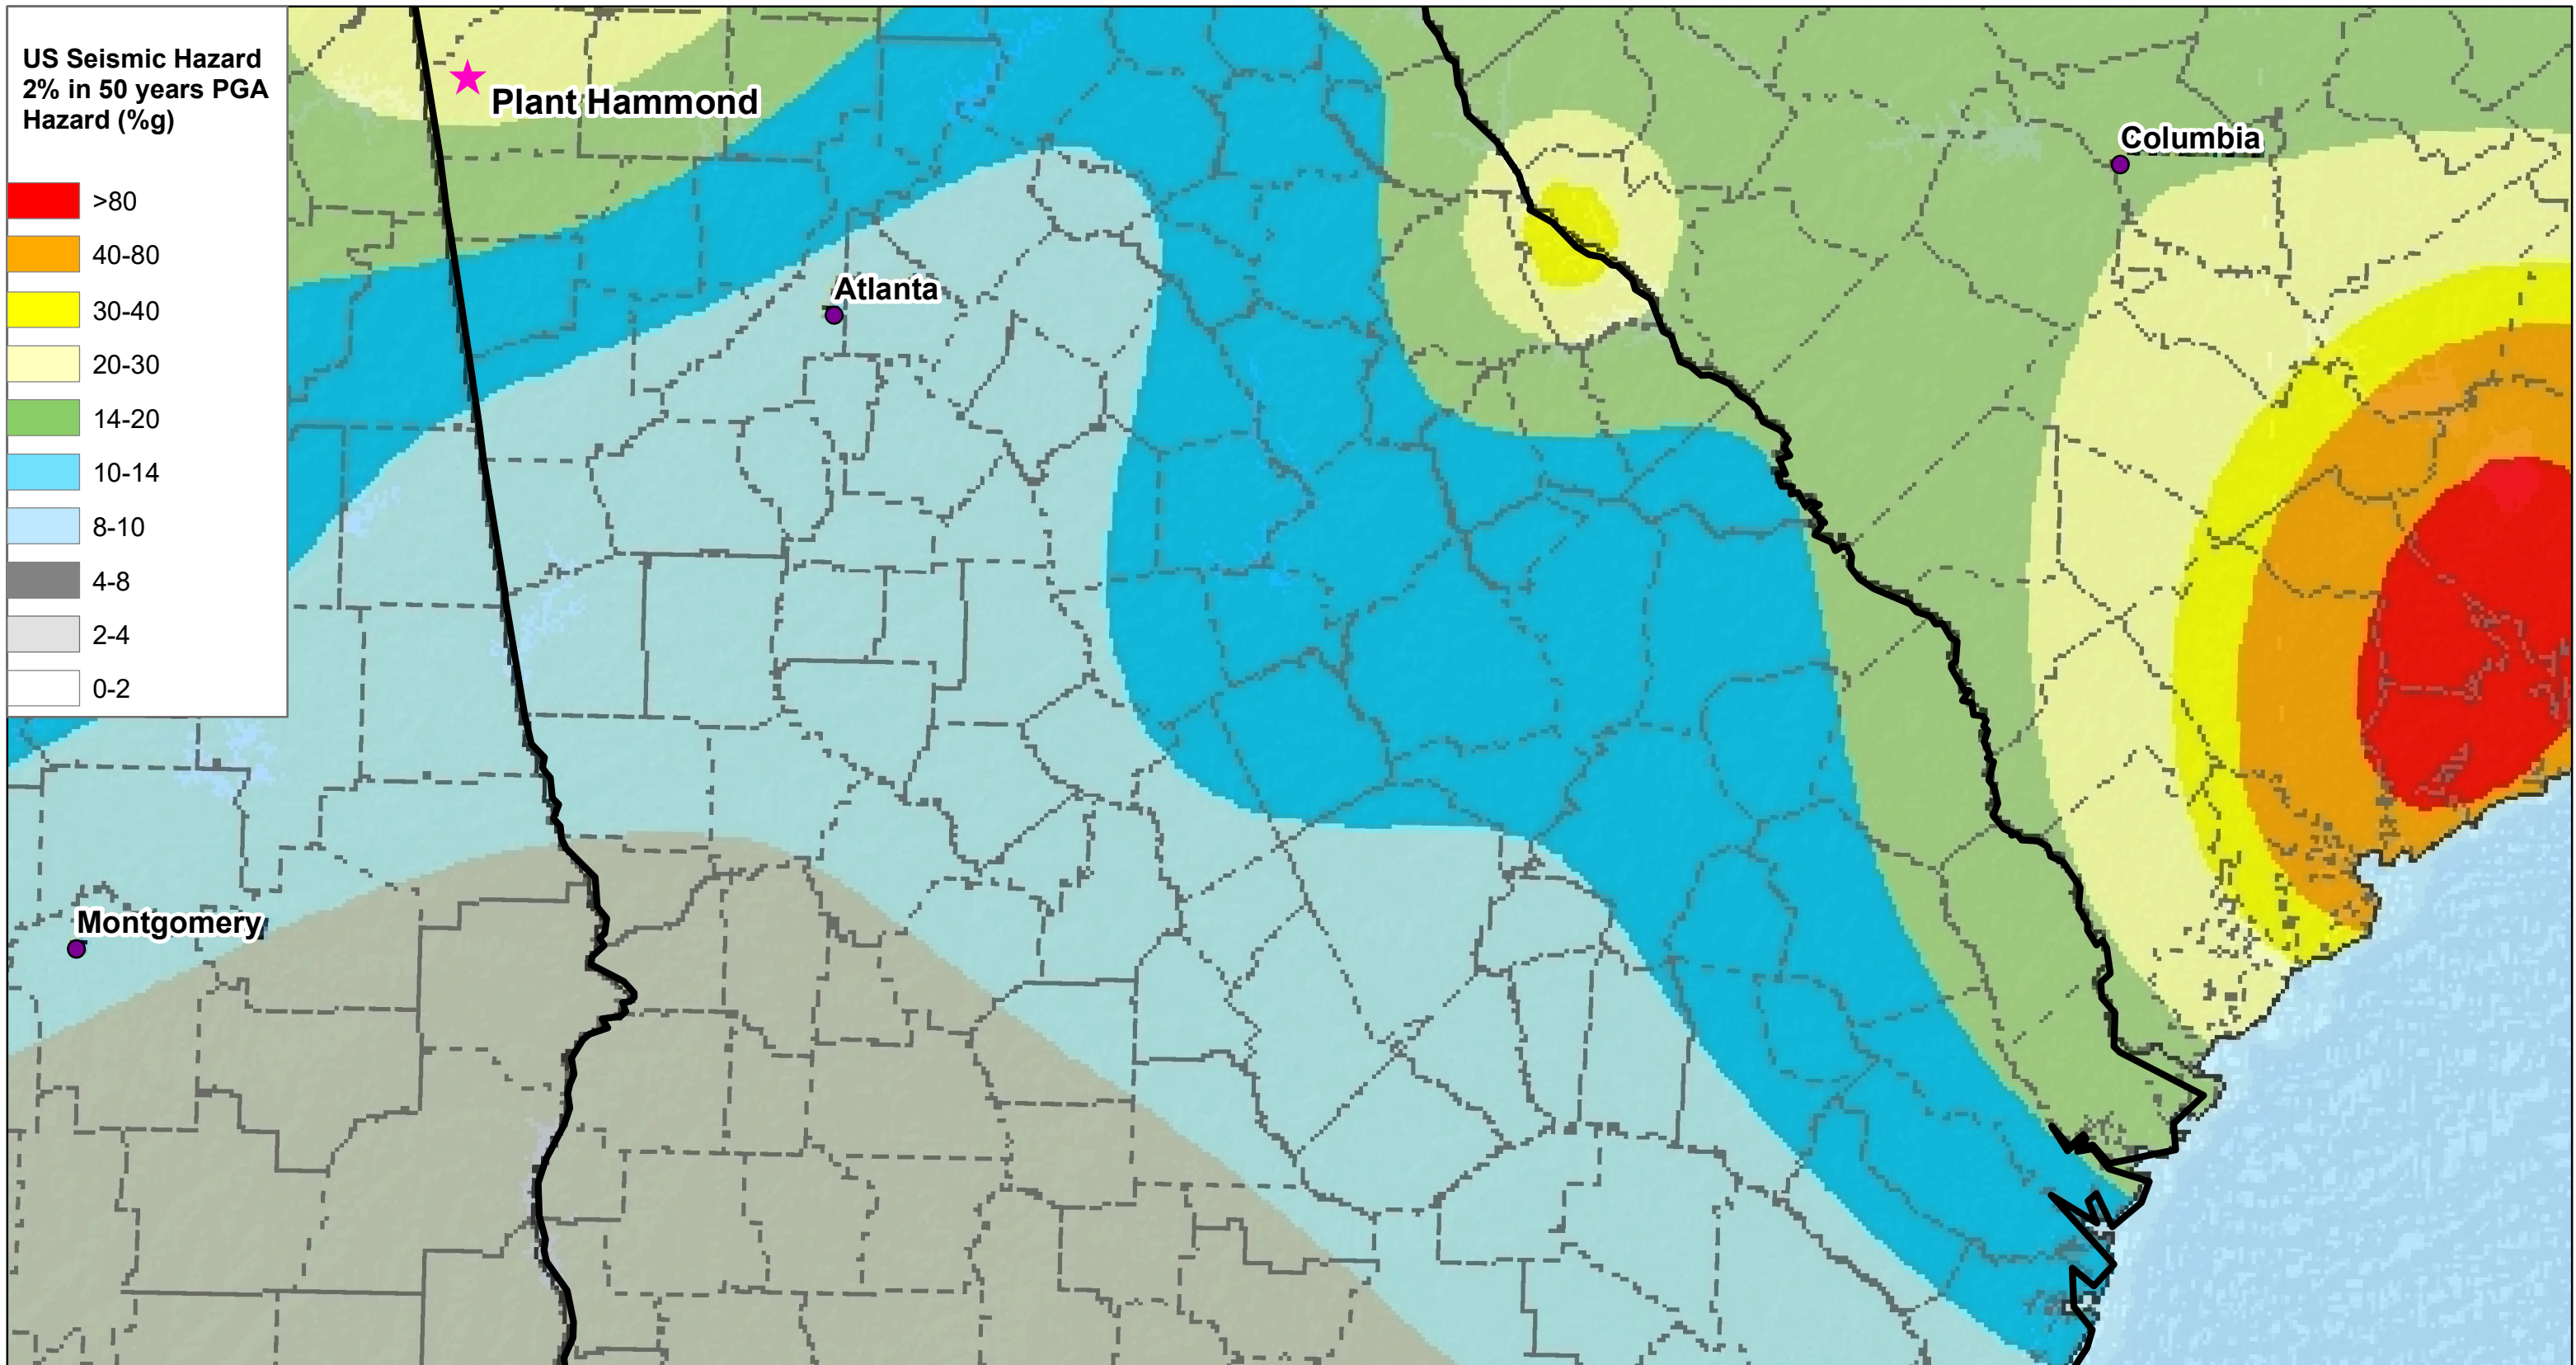 US Seismic Hazard
2% in 50 years PGA
Hazard (%g)
>80
40-80
30-40
20-30
14-20
10-14
8-10
4-8
2-4
0-2
Plant Hammond
Columbia
Atlanta
Montgomery